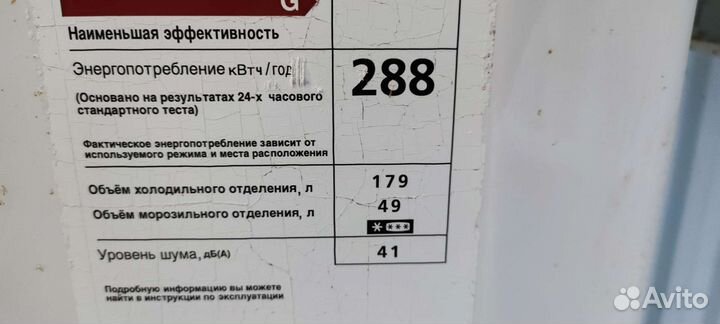 G
Наименьшая эффективность
Энергопотребление кВтч/год 288
(Основано на результатах 24-х часового
стандартного теста)
Фактическое энергопотребление зависит от
используемого режима и места расположения
Объём холодильного отделения, л 179
Объём морозильного отделения, л 49
* ***
Уровень шума, дБ(А) 41
Подробную информацию вы можете
найти в инструкции по эксплуатации
Avito